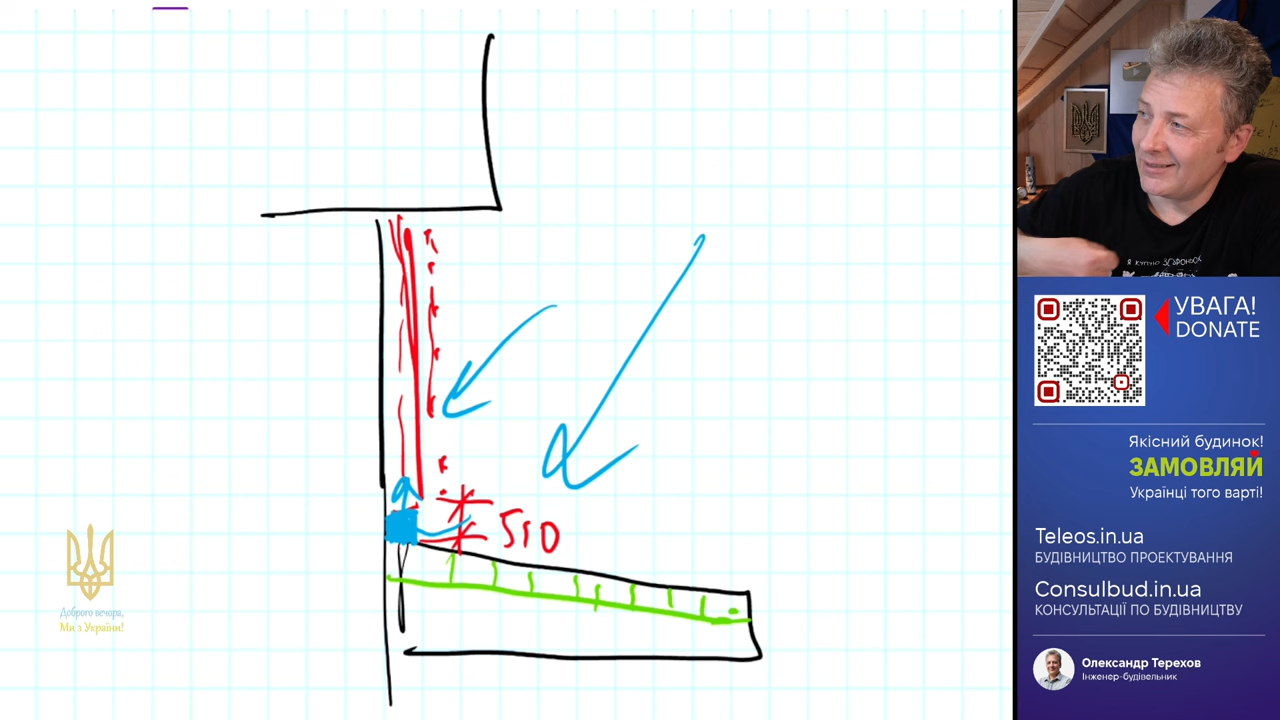 510
Доброго вечора,
Ми з України!
УВАГА!
DONATE
Якісний будинок!
ЗАМОВЛЯЙ
Українці того варті!
Teleos.in.ua
БУДІВНИЦТВО ПРОЕКТУВАННЯ
Consulbud.in.ua
КОНСУЛЬТАЦІЇ ПО БУДІВНИЦТВУ
Олександр Терехов
Інженер-будівельник